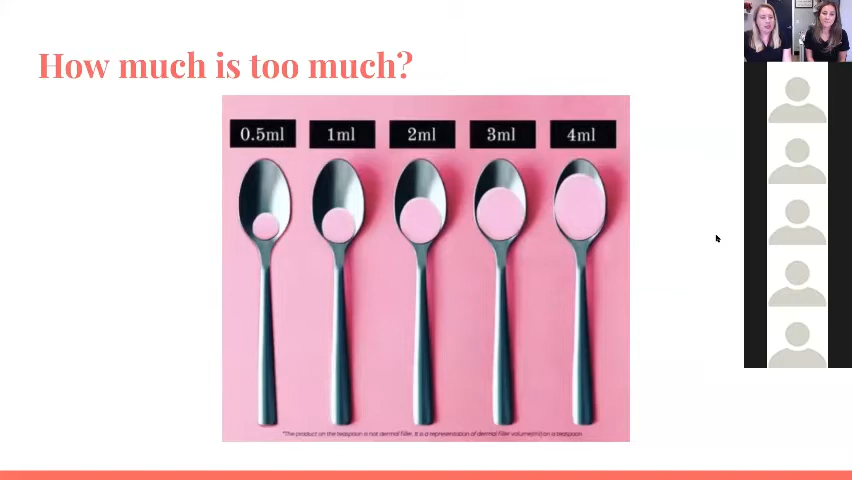 How much is too much?
0.5ml
1ml
2ml
3ml
4ml
*The product on the teaspoon is not dermal filler. It is a representation of dermal filler volume(ml) on a teaspoon.